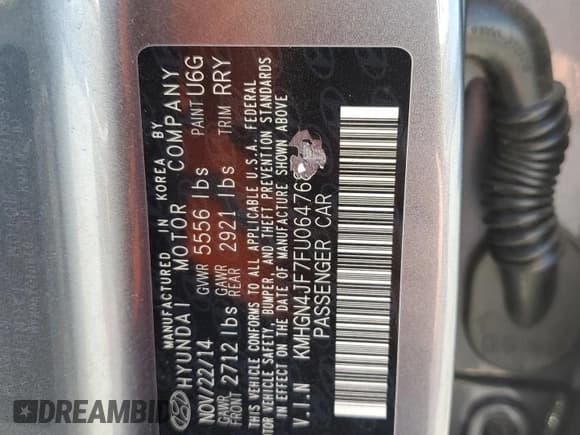 MANUFACTURED IN KOREA BY
HYUNDAI MOTOR COMPANY
NOV/22/14 GVWR 5556 lbs PAINT U6G
GAWR FRONT 2712 lbs GAWR REAR 2921 lbs TRIM RRY
THIS VEHICLE CONFORMS TO ALL APPLICABLE U.S.A. FEDERAL
MOTOR VEHICLE SAFETY, BUMPER, AND THEFT PREVENTION STANDARDS
IN EFFECT ON THE DATE OF MANUFACTURE SHOWN ABOVE
V.I.N KMHGN4JF7FU06476
PASSENGER CAR
DREAMBID